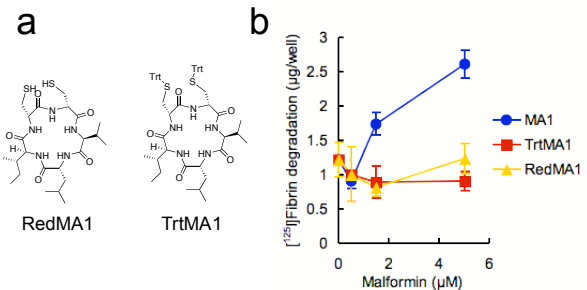 a
SH HS
O O
N
H
NH HN
O O
HN NH
O
RedMA1
Trt Trt
S S
O O
N
H
NH HN
O O
HN NH
O
TrtMA1
b
[¹²⁵I]Fibrin degradation (µg/well)
3
2.5
2
1.5
1
0.5
0
0 2 4 6
Malformin (µM)
MA1
TrtMA1
RedMA1